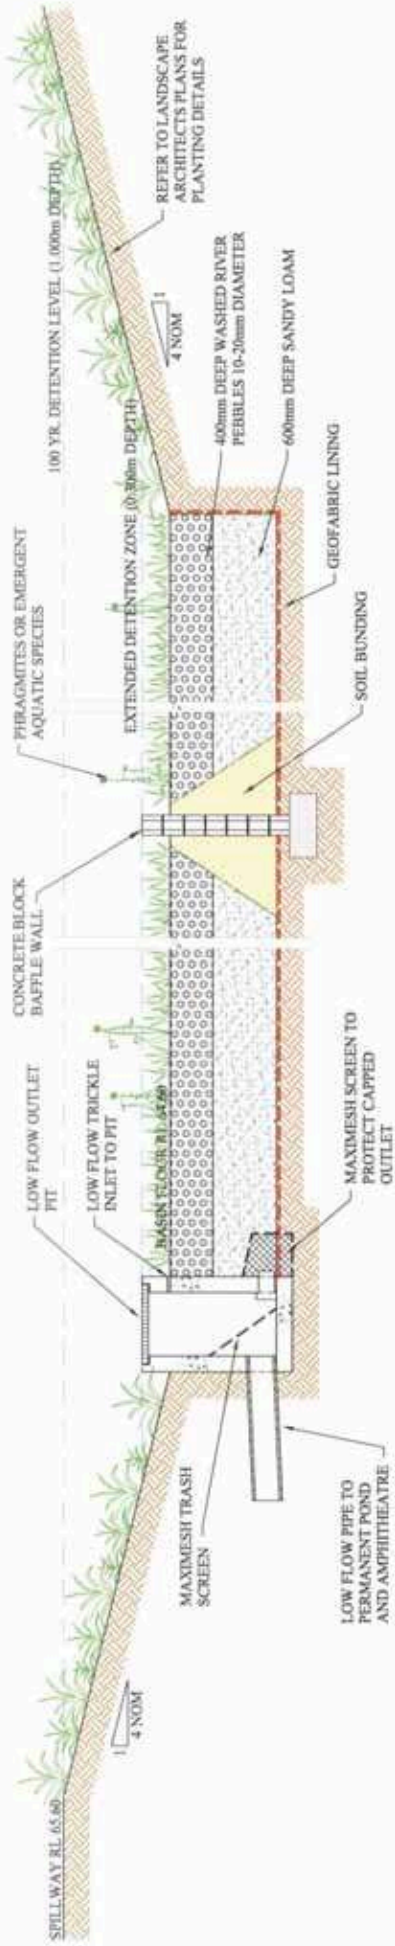 SPILLWAY RL 65.60
1
4 NOM
MAXIMESH TRASH
SCREEN
LOW FLOW PIPE TO
PERMANENT POND
AND AMPHITHEATRE
LOW FLOW OUTLET
PIT
LOW FLOW TRICKLE
INLET TO PIT
BASIN FLOOR RL
MAXIMESH SCREEN TO
PROTECT CAPPED
OUTLET
CONCRETE BLOCK
BAFFLE WALL
PHRAGMITES OR EMERGENT
AQUATIC SPECIES
SOIL BUNDING
GEOFABRIC LINING
EXTENDED DETENTION ZONE (0.300m DEPTH)
100 YR. DETENTION LEVEL (1.000m DEPTH)
400mm DEEP WASHED RIVER
PEBBLES 10-20mm DIAMETER
600mm DEEP SANDY LOAM
1
4 NOM
REFER TO LANDSCAPE
ARCHITECTS PLANS FOR
PLANTING DETAILS